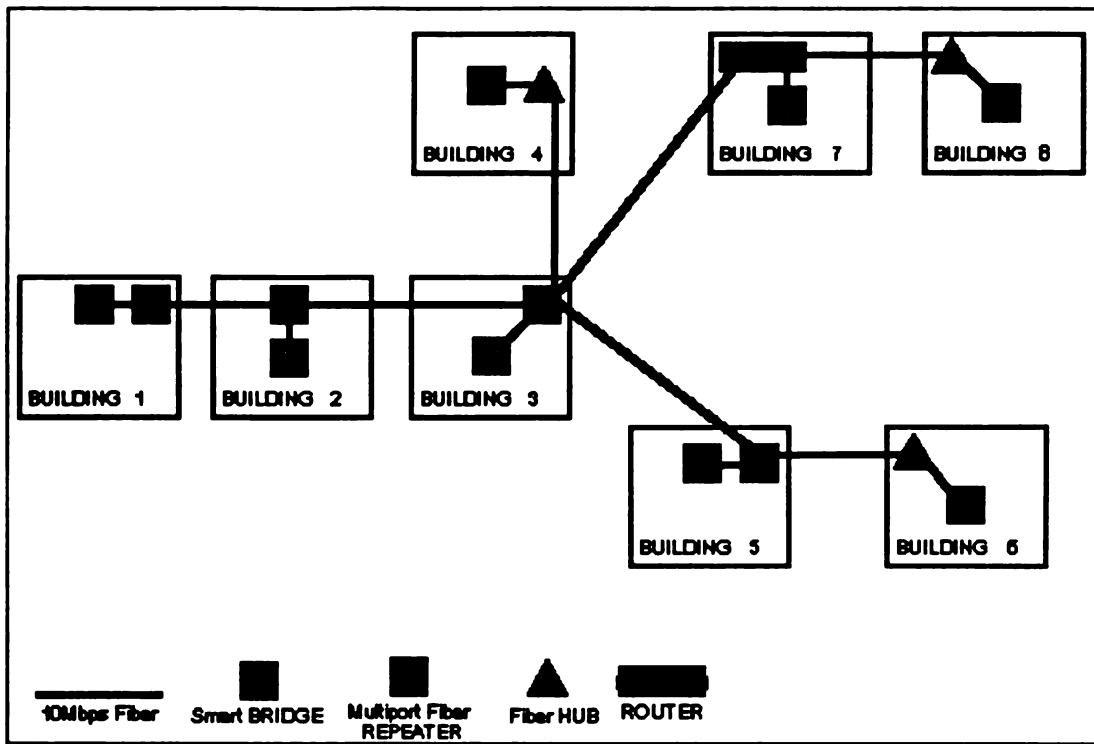 BUILDING 4
BUILDING 7
BUILDING 8
BUILDING 1
BUILDING 2
BUILDING 3
BUILDING 5
BUILDING 6
10Mbps Fiber
Smart BRIDGE
Multiport Fiber
REPEATER
Fiber HUB
ROUTER